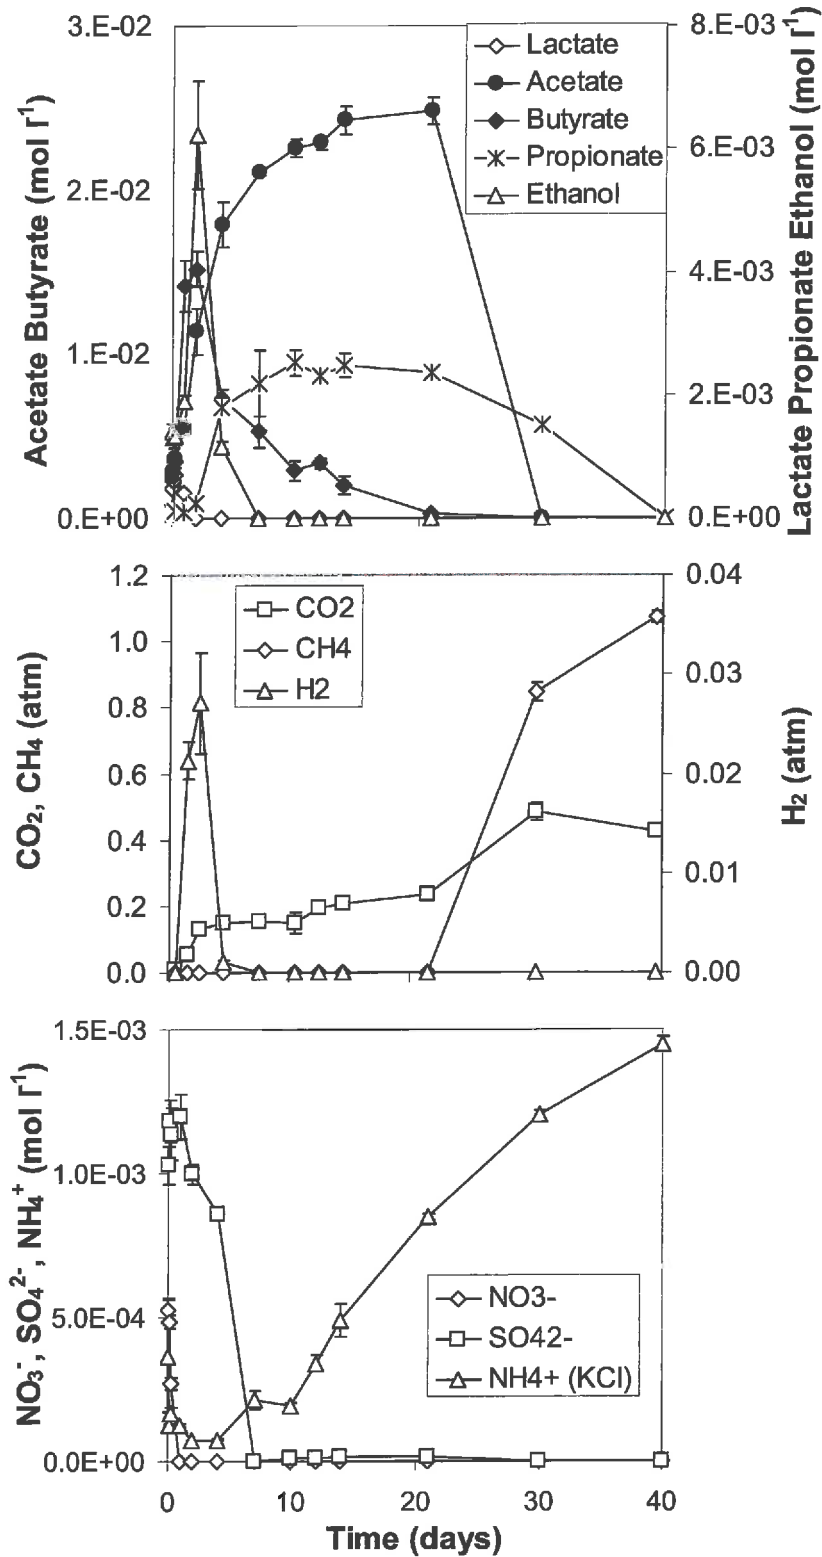 3.E-02
2.E-02
1.E-02
0.E+00
Acetate Butyrate (mol l⁻¹)
Lactate
Acetate
Butyrate
Propionate
Ethanol
8.E-03
6.E-03
4.E-03
2.E-03
0.E+00
Lactate Propionate Ethanol (mol l⁻¹)
1.2
1.0
0.8
0.6
0.4
0.2
0.0
CO₂, CH₄ (atm)
CO2
CH4
H2
0.04
0.03
0.02
0.01
0.00
H₂ (atm)
1.5E-03
1.0E-03
5.0E-04
0.0E+00
NO₃⁻, SO₄²⁻, NH₄⁺ (mol l⁻¹)
NO3-
SO42-
NH4+ (KCl)
0 10 20 30 40
Time (days)